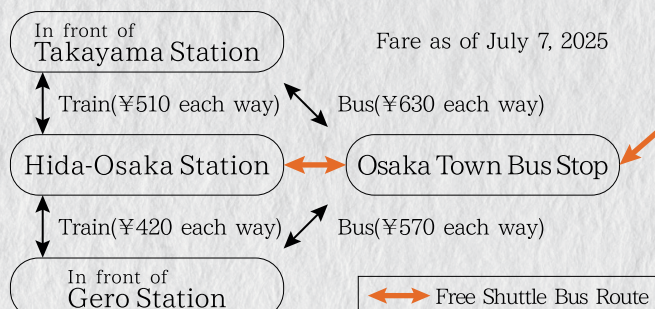 In front of
Takayama Station
Fare as of July 7, 2025
Train(¥510 each way)
Bus(¥630 each way)
Hida-Osaka Station
Osaka Town Bus Stop
Train(¥420 each way)
Bus(¥570 each way)
In front of
Gero Station
Free Shuttle Bus Route